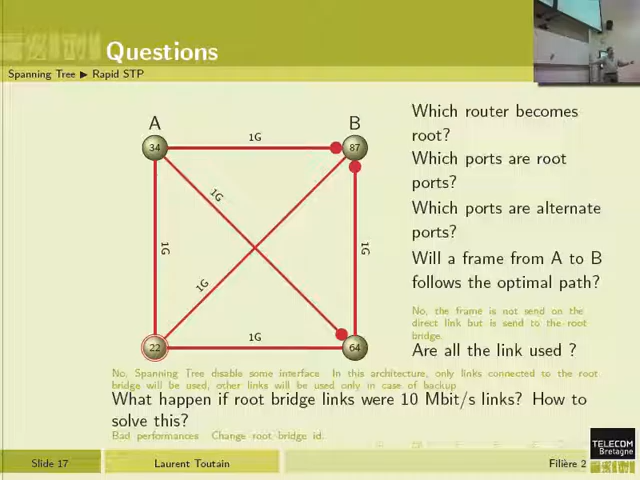 Questions
Spanning Tree ▶ Rapid STP
A
B
34
1G
87
1G
1G
1G
1G
22
1G
64
Which router becomes
root?
Which ports are root
ports?
Which ports are alternate
ports?
Will a frame from A to B
follows the optimal path?
No, the frame is not send on the
direct link but is send to the root
bridge.
Are all the link used ?
No, Spanning Tree disable some interface. In this architecture, only links connected to the root
bridge will be used, other links will be used only in case of backup
What happen if root bridge links were 10 Mbit/s links? How to
solve this?
Bad performances. Change root bridge id.
Slide 17
Laurent Toutain
Filière 2
TELECOM
Bretagne